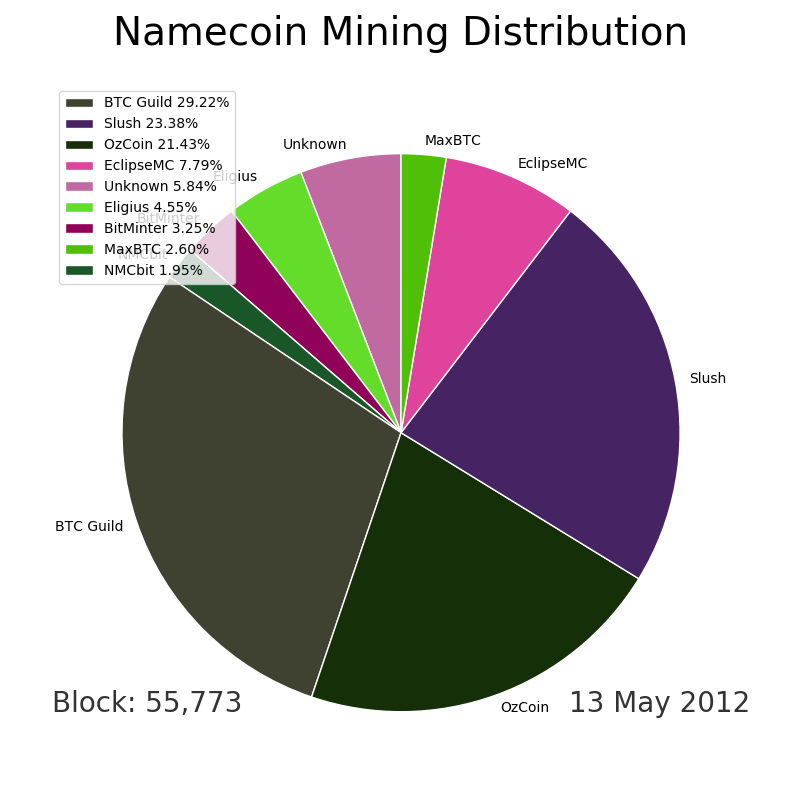 Namecoin Mining Distribution
BTC Guild 29.22%
Slush 23.38%
OzCoin 21.43%
EclipseMC 7.79%
Unknown 5.84%
Eligius 4.55%
BitMinter 3.25%
MaxBTC 2.60%
NMCbit 1.95%
MaxBTC
Unknown
EclipseMC
Eligius
BitMinter
NMCbit
Slush
BTC Guild
OzCoin
Block: 55,773
13 May 2012